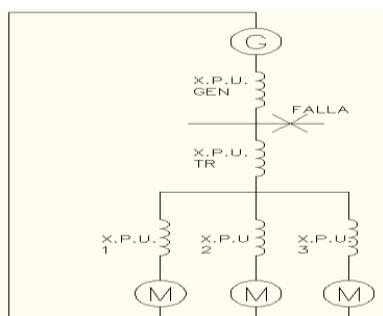 G
X.P.U.
GEN
FALLA
X.P.U.
TR
X.P.U. X.P.U X.P.U.
1 2 3
M M M